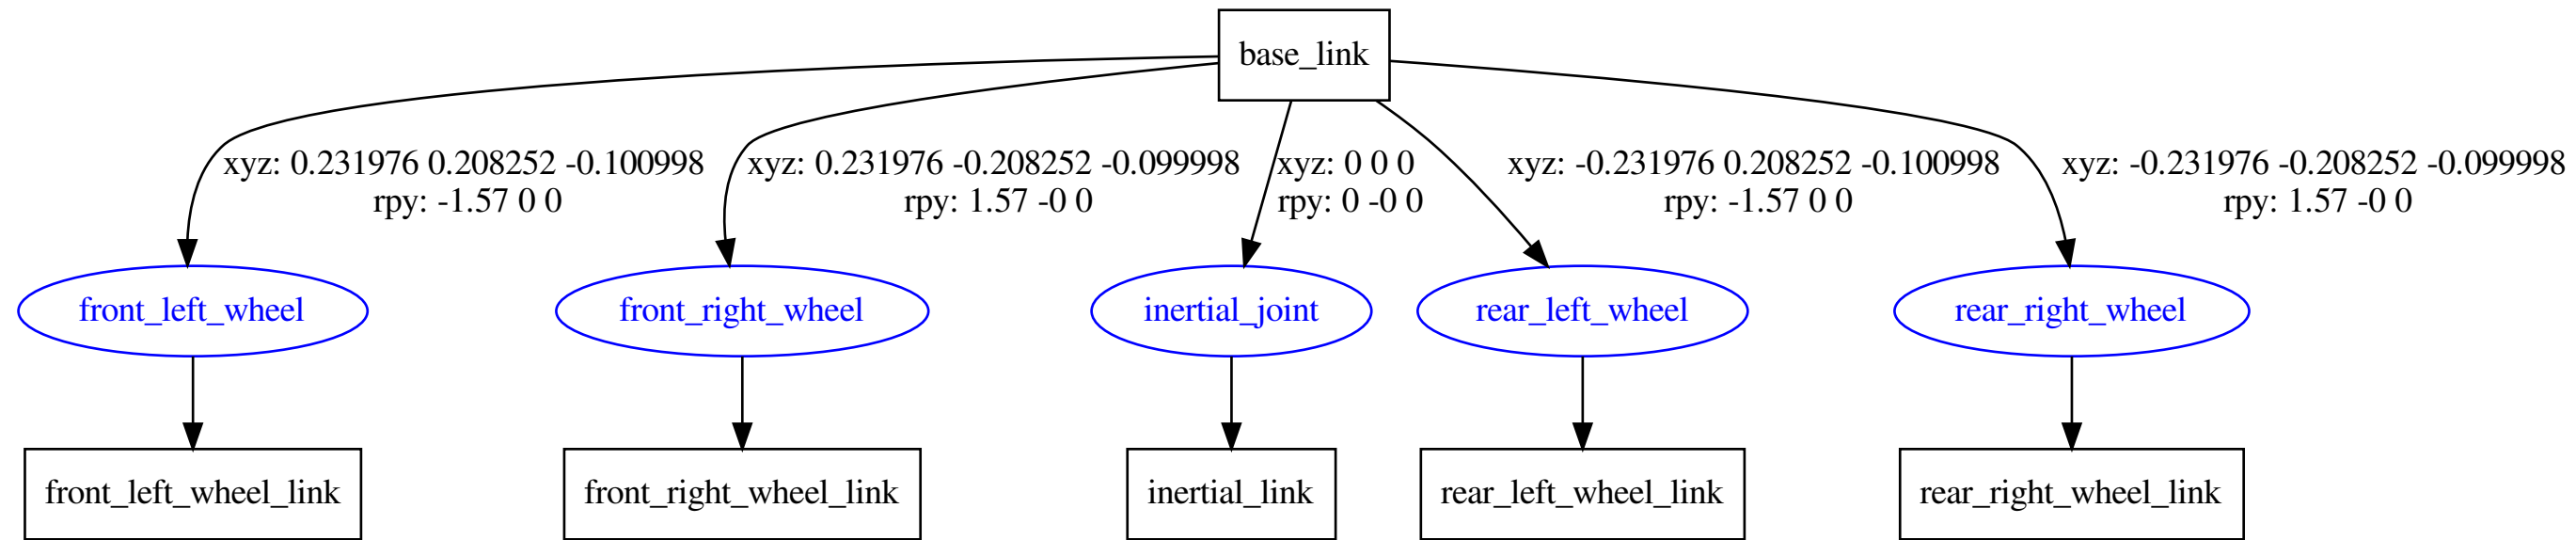 base_link
xyz: 0.231976 0.208252 -0.100998
rpy: -1.57 0 0
xyz: 0.231976 -0.208252 -0.099998
rpy: 1.57 -0 0
xyz: 0 0 0
rpy: 0 -0 0
xyz: -0.231976 0.208252 -0.100998
rpy: -1.57 0 0
xyz: -0.231976 -0.208252 -0.099998
rpy: 1.57 -0 0
front_left_wheel
front_right_wheel
inertial_joint
rear_left_wheel
rear_right_wheel
front_left_wheel_link
front_right_wheel_link
inertial_link
rear_left_wheel_link
rear_right_wheel_link